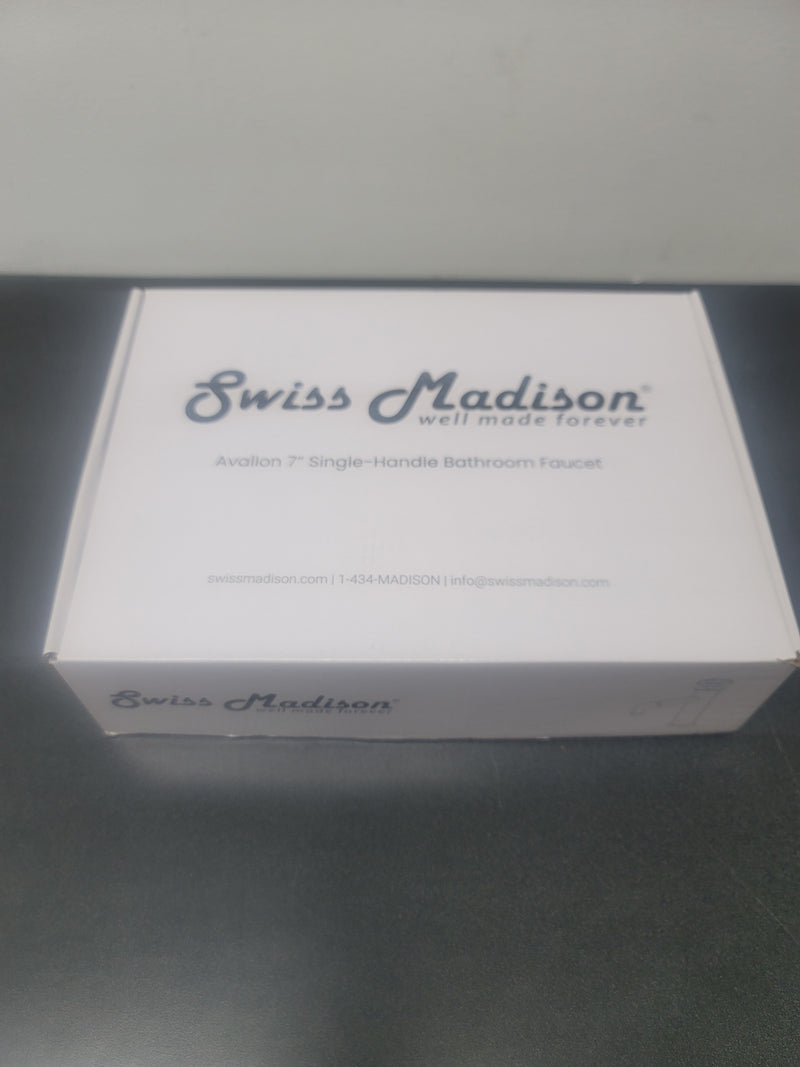 Swiss Madison®
well made forever
Avallon 7" Single-Handle Bathroom Faucet
swissmadison.com | 1-434-MADISON | info@swissmadison.com
Swiss Madison®
well made forever